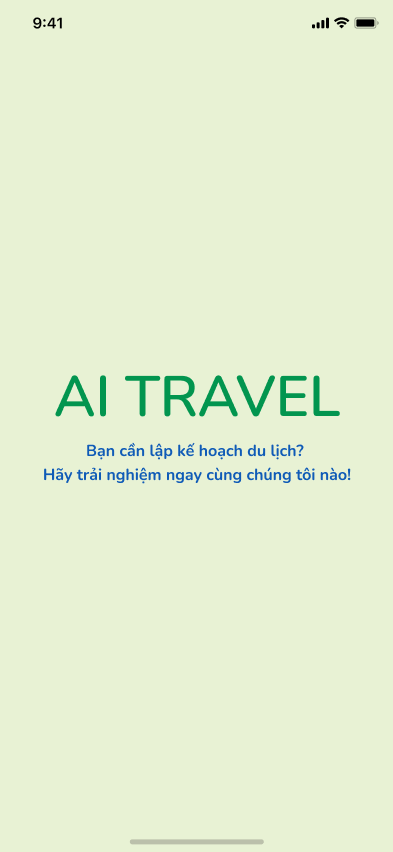 9:41
AI TRAVEL
Bạn cần lập kế hoạch du lịch?
Hãy trải nghiệm ngay cùng chúng tôi nào!